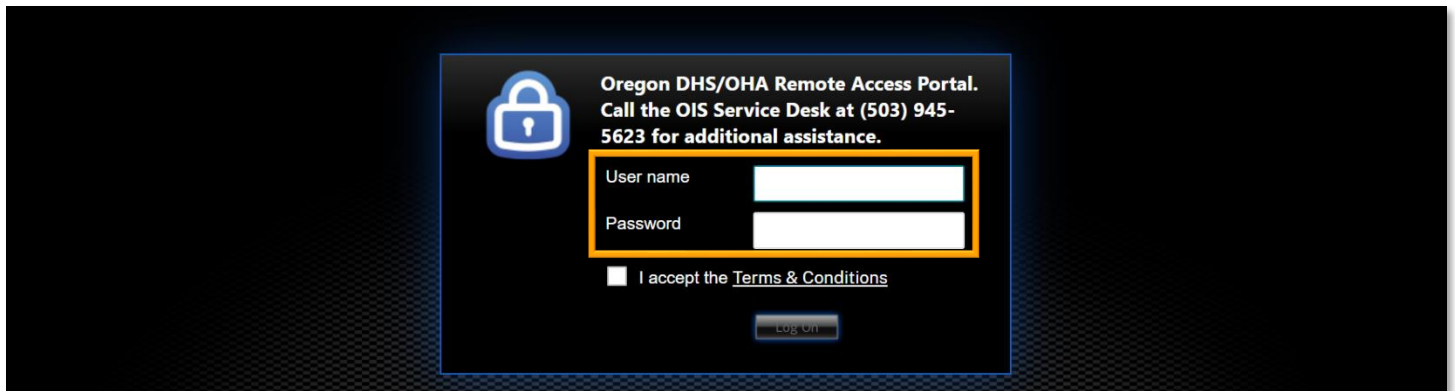 Oregon DHS/OHA Remote Access Portal.
Call the OIS Service Desk at (503) 945-
5623 for additional assistance.
User name
Password
I accept the Terms & Conditions
Log On